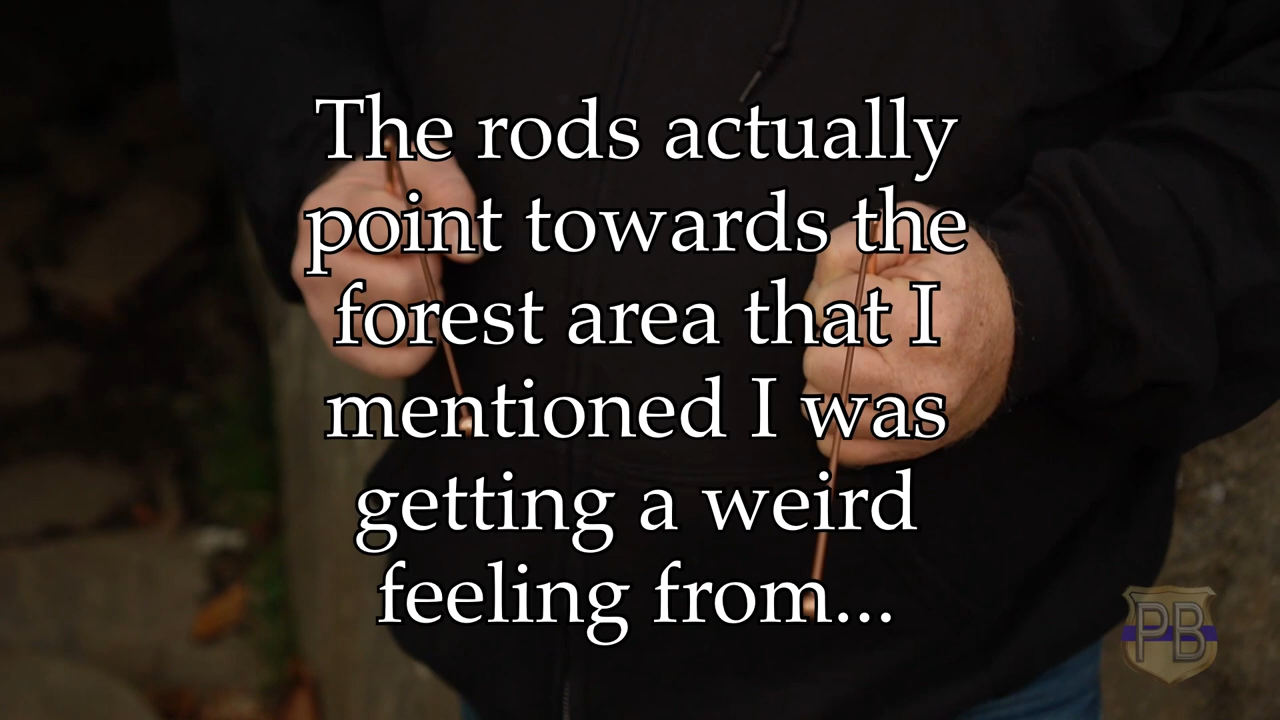 The rods actually
point towards the
forest area that I
mentioned I was
getting a weird
feeling from...
PB